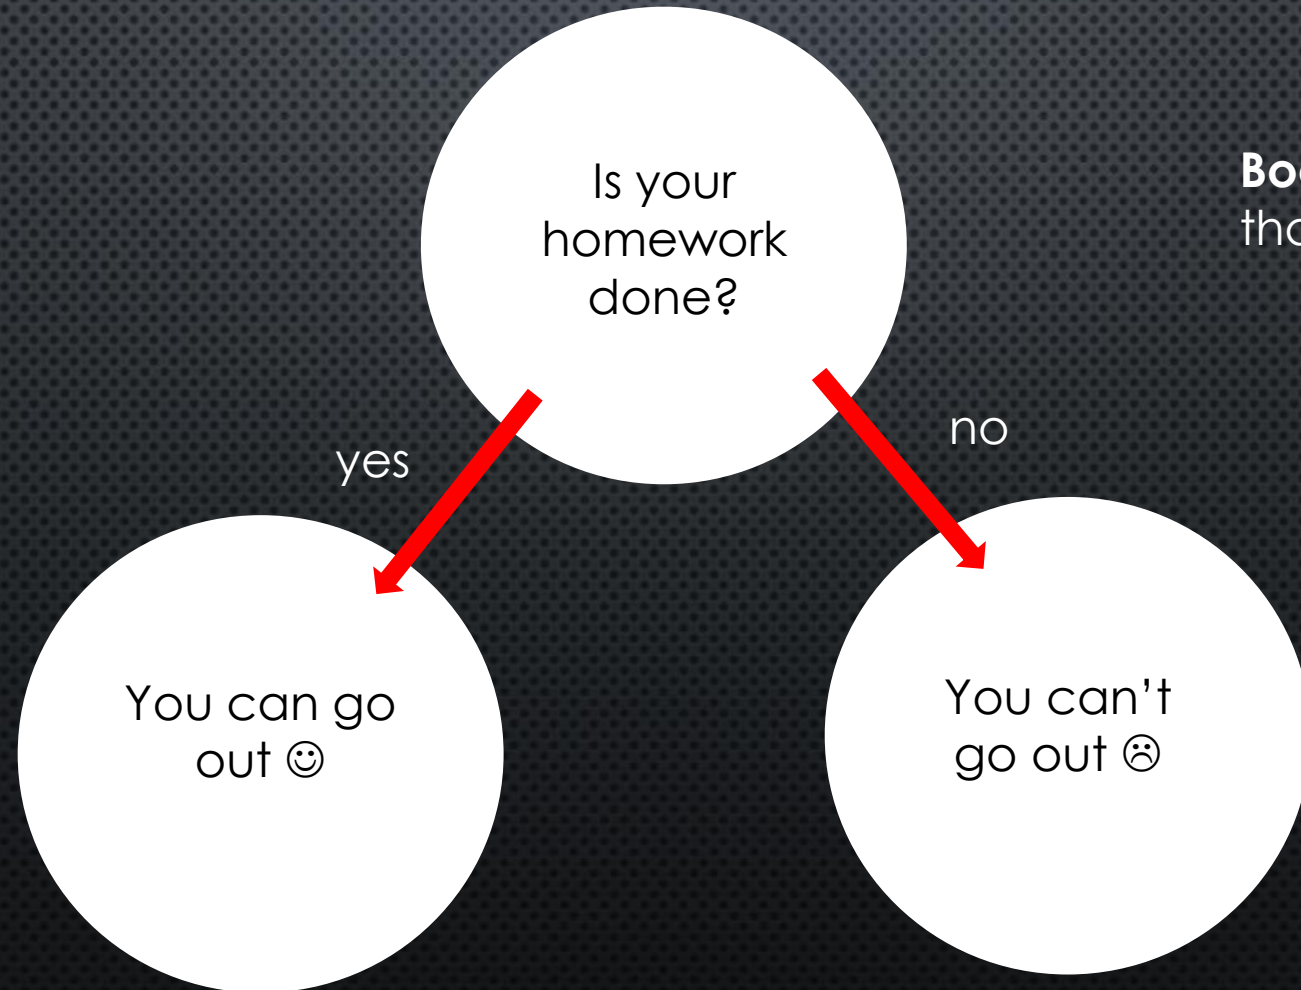 Is your
homework
done?
yes
no
You can go
out ☺
You can’t
go out ☹